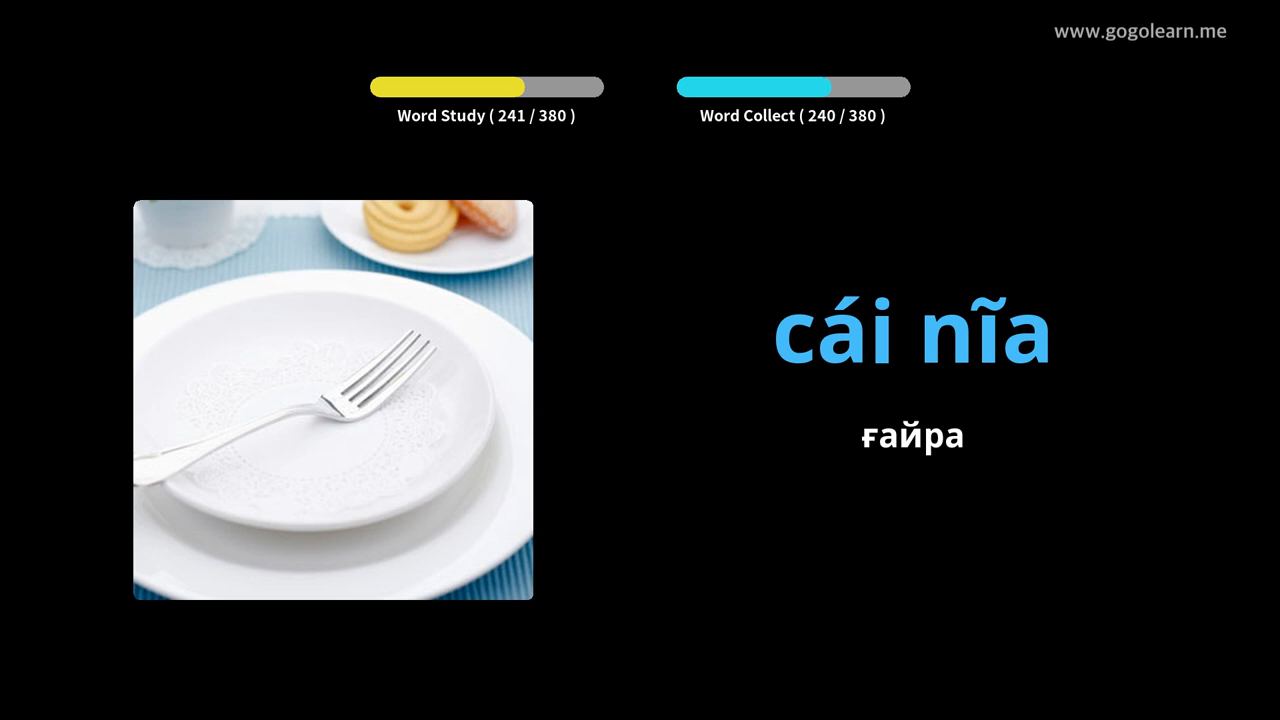 www.gogolearn.me
Word Study ( 241 / 380 )
Word Collect ( 240 / 380 )
cái nĩa
ғайра